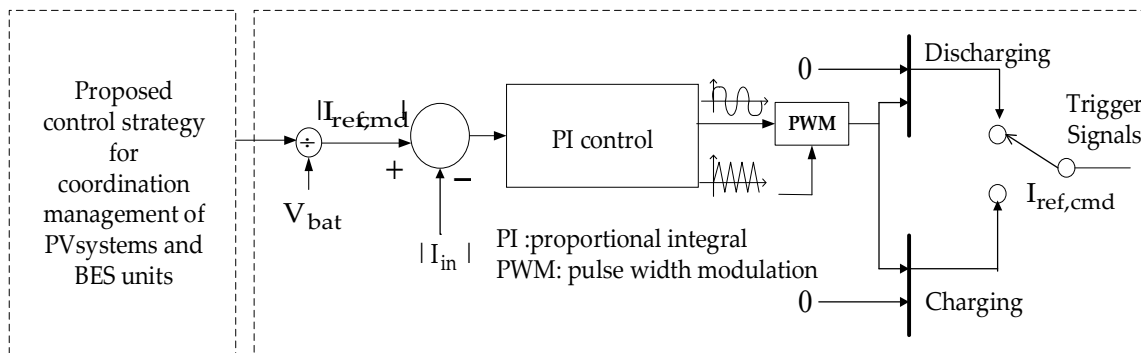 Proposed
control strategy
for
coordination
management of
PVsystems and
BES units
÷
|Iref,cmd|
+
−
Vbat
|Iin|
PI control
PI :proportional integral
PWM: pulse width modulation
PWM
0
Discharging
0
Charging
Trigger
Signals
Iref,cmd